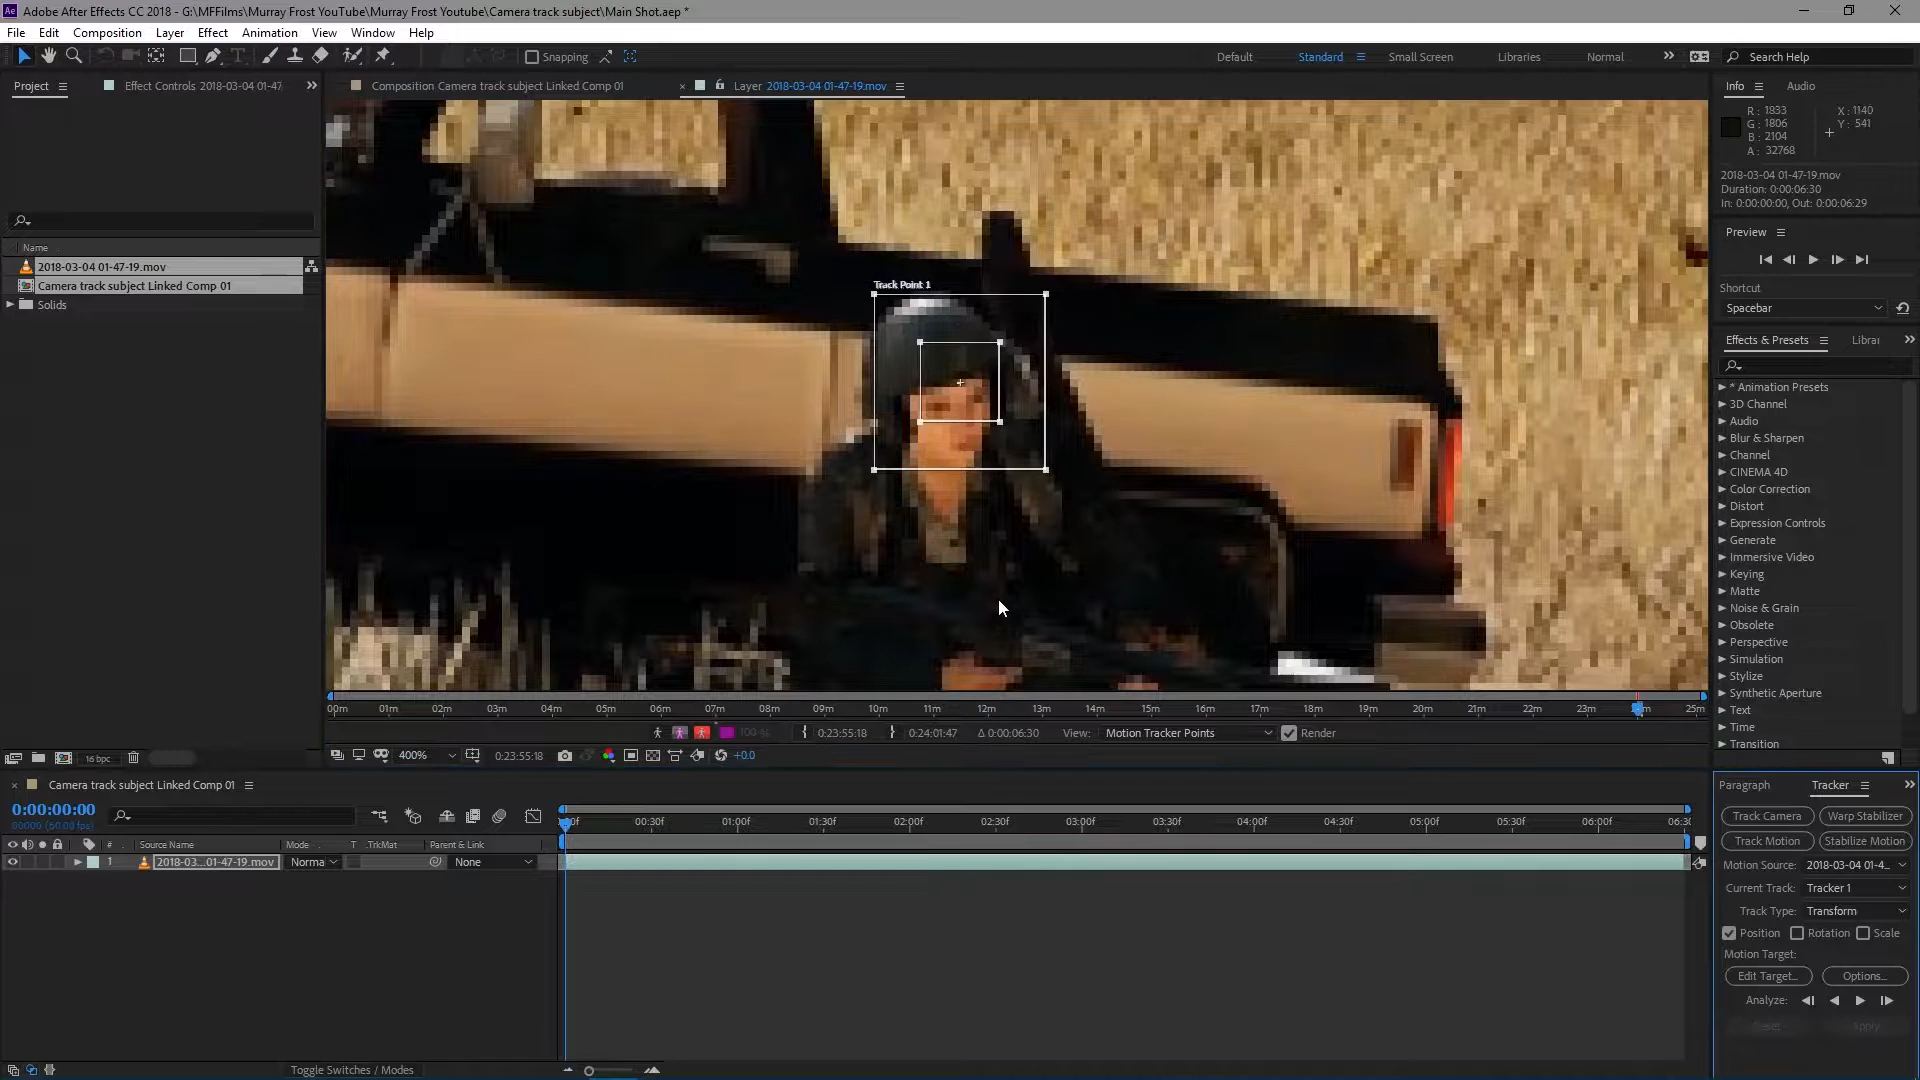 Adobe After Effects CC 2018 - G:\MFFilms\Murray Frost YouTube\Murray Frost Youtube\Camera track subject\Main Shot.aep *
File Edit Composition Layer Effect Animation View Window Help
Snapping Default Standard Small Screen Libraries Normal Search Help
Project Effect Controls 2018-03-04 01-47
Composition Camera track subject Linked Comp 01
Layer 2018-03-04 01-47-19.mov
Info Audio
R : 1833 X : 1140
G : 1806 Y : 541
B : 2104
A : 32768
2018-03-04 01-47-19.mov
Duration: 0:00:06:30
In: 0:00:00:00, Out: 0:00:06:29
Preview
Shortcut
Spacebar
Effects & Presets Librar
* Animation Presets
3D Channel
Audio
Blur & Sharpen
Channel
CINEMA 4D
Color Correction
Distort
Expression Controls
Generate
Immersive Video
Keying
Matte
Noise & Grain
Obsolete
Perspective
Simulation
Stylize
Synthetic Aperture
Text
Time
Transition
Name
2018-03-04 01-47-19.mov
Camera track subject Linked Comp 01
Solids
Track Point 1
00m 01m 02m 03m 04m 05m 06m 07m 08m 09m 10m 11m 12m 13m 14m 15m 16m 17m 18m 19m 20m 21m 22m 23m 25m
100 % 0:23:55:18 0:24:01:47 Δ 0:00:06:30 View: Motion Tracker Points Render
16 bpc
400% 0:23:55:18 +0.0
Camera track subject Linked Comp 01
0:00:00:00
00000 (60.00 fps)
00:30f 01:00f 01:30f 02:00f 02:30f 03:00f 03:30f 04:00f 04:30f 05:00f 05:30f 06:00f 06:30
# Source Name Mode T .TrkMat Parent & Link
1 2018-03...01-47-19.mov Norma None
Toggle Switches / Modes
Paragraph Tracker
Track Camera Warp Stabilizer
Track Motion Stabilize Motion
Motion Source: 2018-03-04 01-4...
Current Track: Tracker 1
Track Type: Transform
Position Rotation Scale
Motion Target:
Edit Target... Options...
Analyze:
Reset Apply